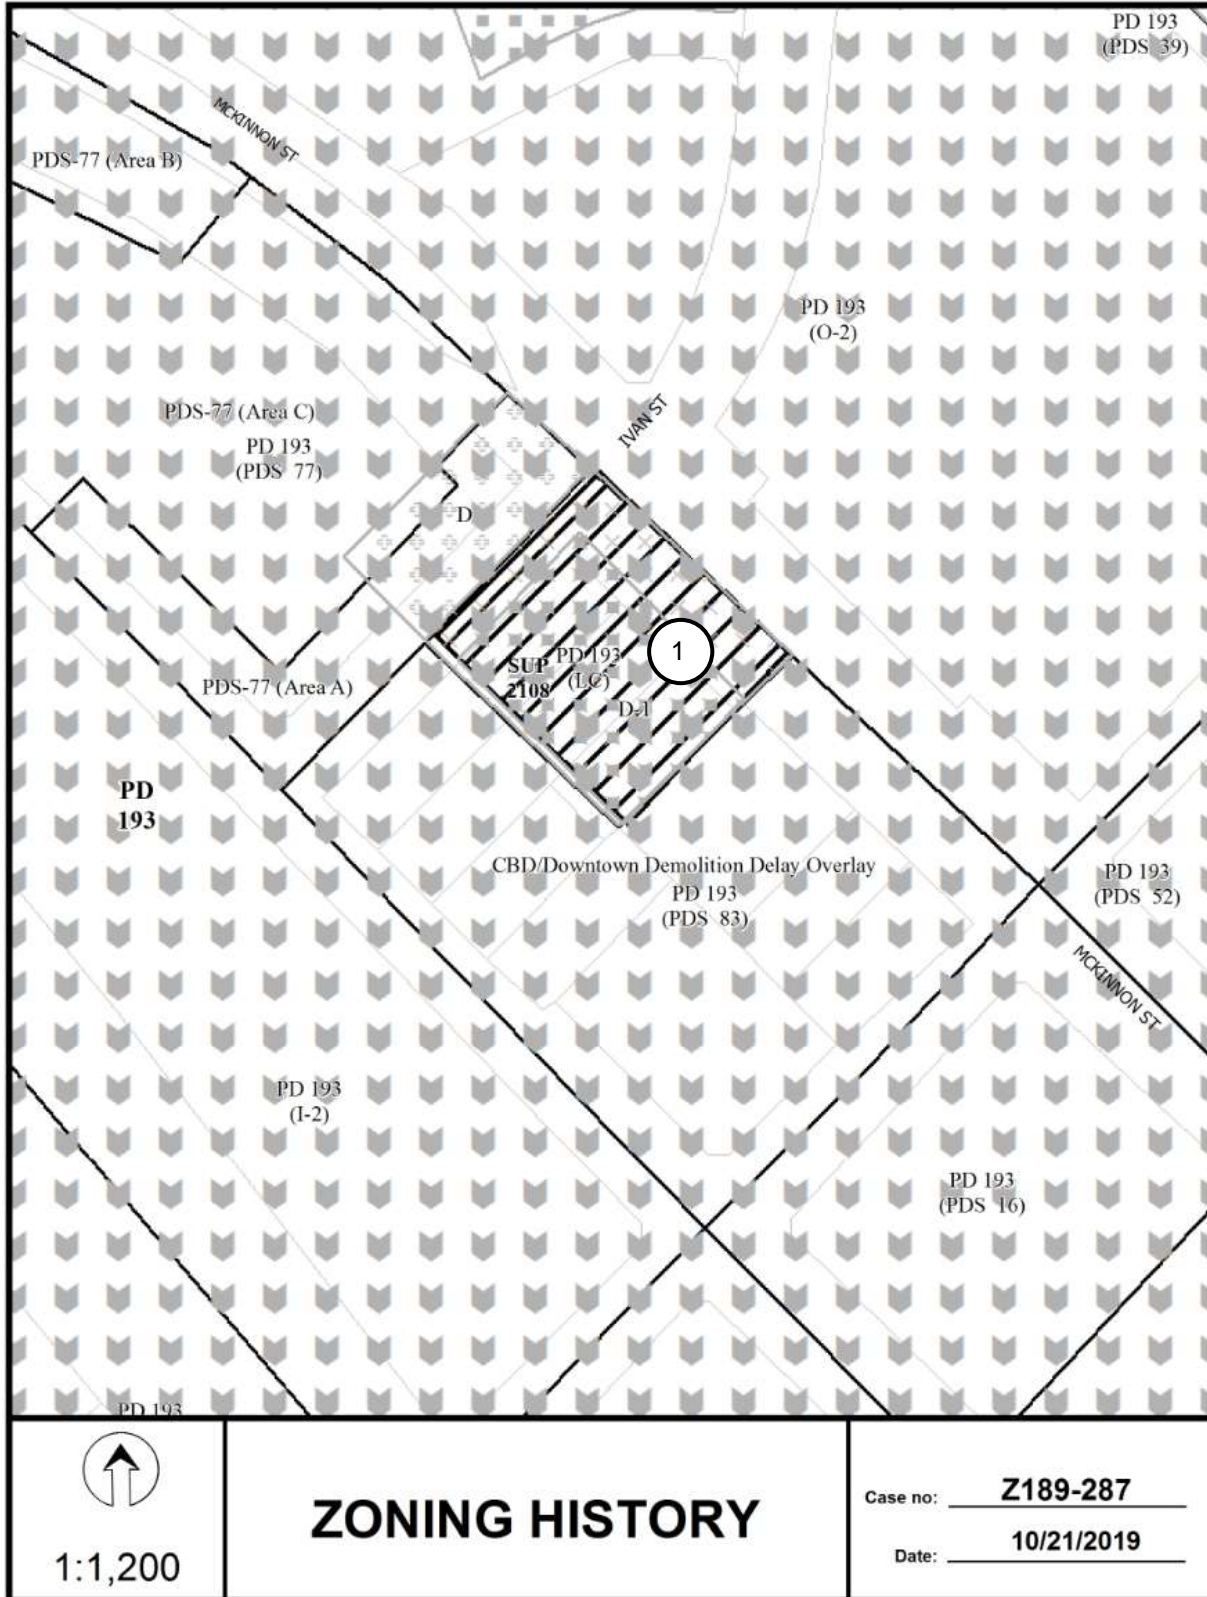 PD 193
(PDS 39)
MCKINNON ST
PDS-77 (Area B)
PD 193
(O-2)
PDS-77 (Area C)
PD 193
(PDS 77)
IVAN ST
D
1
SUP
2108
PD 193
(LC)
D-1
PDS-77 (Area A)
PD
193
CBD/Downtown Demolition Delay Overlay
PD 193
(PDS 83)
PD 193
(PDS 52)
MCKINNON ST
PD 193
(I-2)
PD 193
(PDS 16)
PD 193
1:1,200
ZONING HISTORY
Case no: Z189-287
Date: 10/21/2019